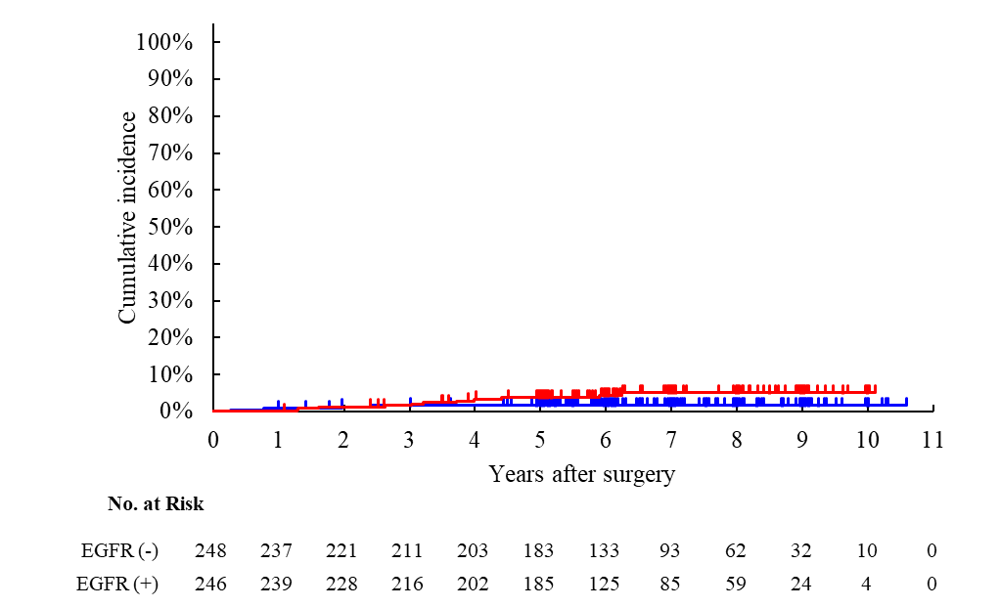 100%
90%
80%
70%
60%
50%
40%
30%
20%
10%
0%
Cumulative incidence
0 1 2 3 4 5 6 7 8 9 10 11
Years after surgery
No. at Risk
EGFR (-) 248 237 221 211 203 183 133 93 62 32 10 0
EGFR (+) 246 239 228 216 202 185 125 85 59 24 4 0